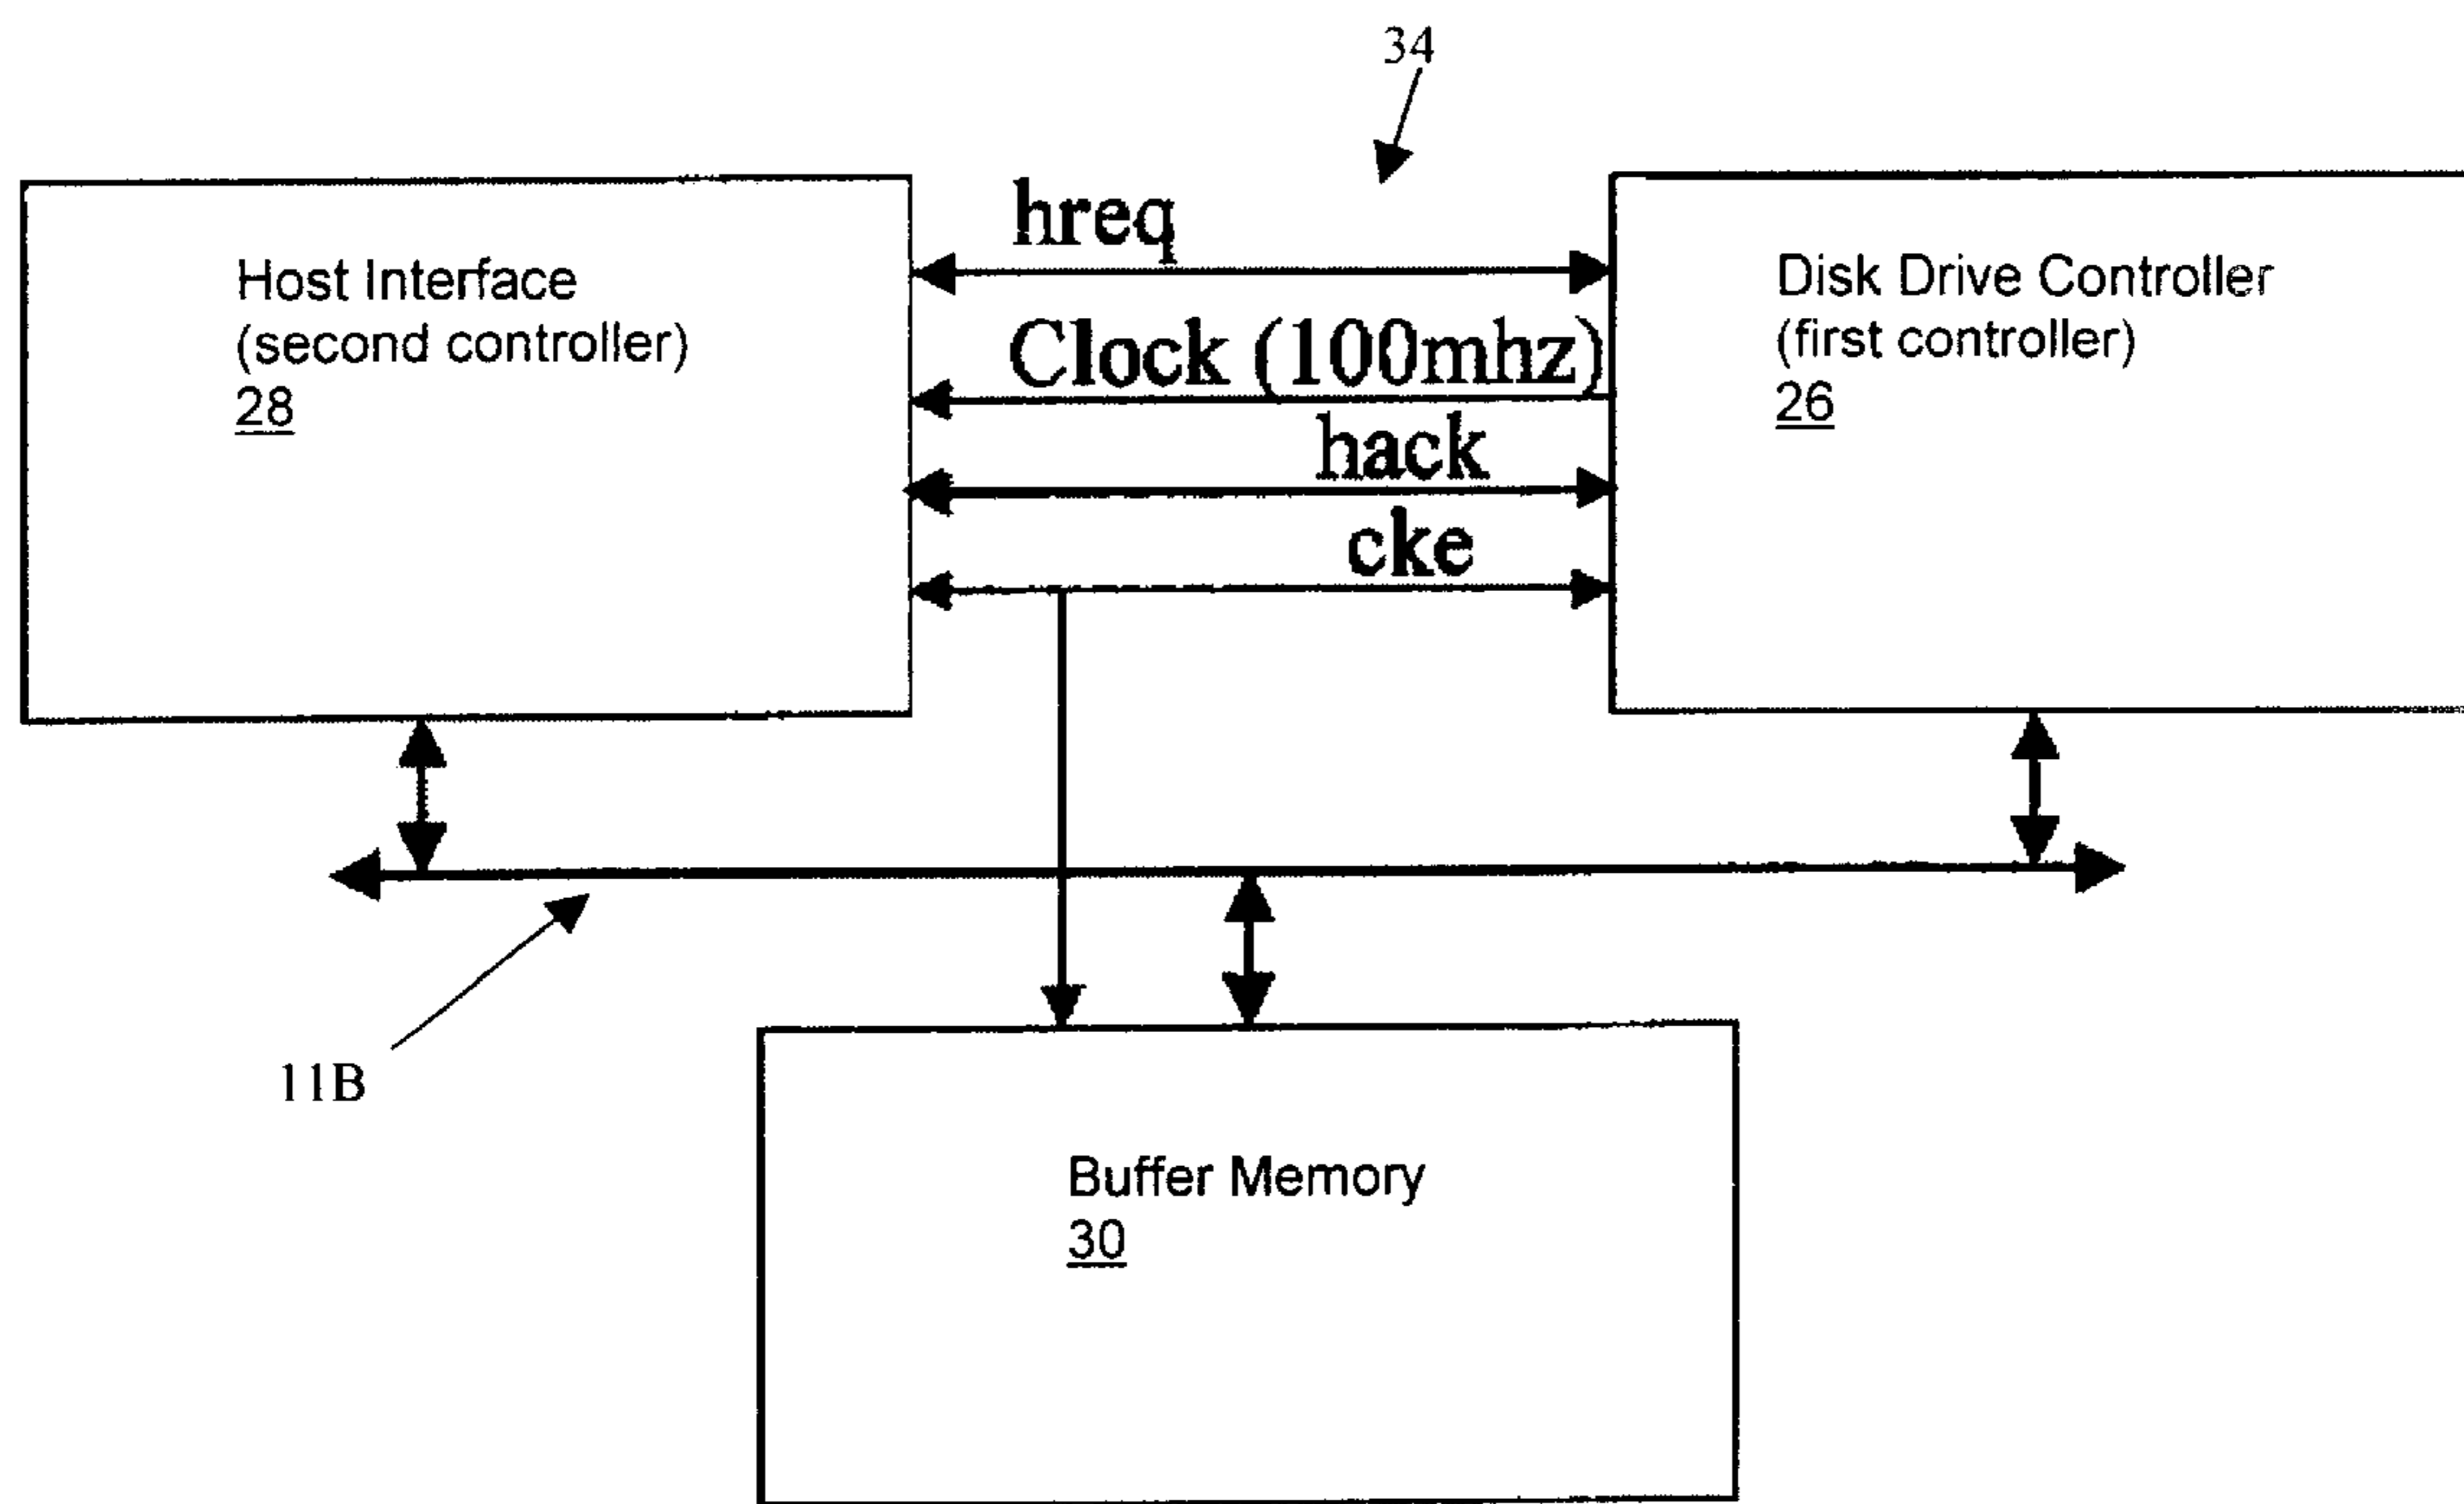 34
Host Interface
(second controller)
28
hreq
Clock (100mhz)
hack
cke
Disk Drive Controller
(first controller)
26
11B
Buffer Memory
30